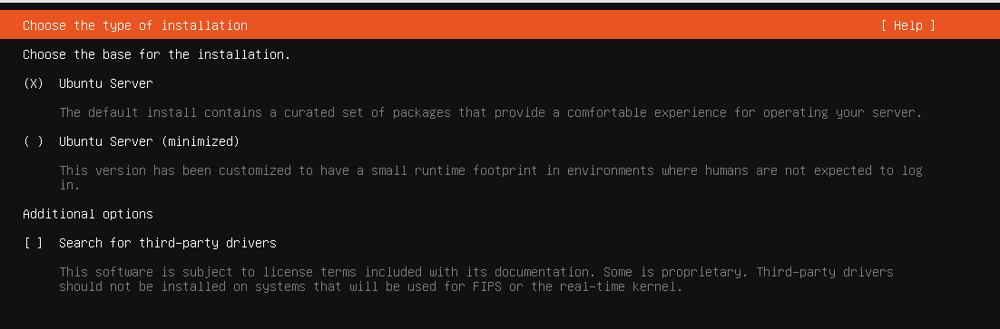 Choose the type of installation [ Help ]
Choose the base for the installation.
(X) Ubuntu Server
The default install contains a curated set of packages that provide a comfortable experience for operating your server.
( ) Ubuntu Server (minimized)
This version has been customized to have a small runtime footprint in environments where humans are not expected to log
in.
Additional options
[ ] Search for third-party drivers
This software is subject to license terms included with its documentation. Some is proprietary. Third-party drivers
should not be installed on systems that will be used for FIPS or the real-time kernel.